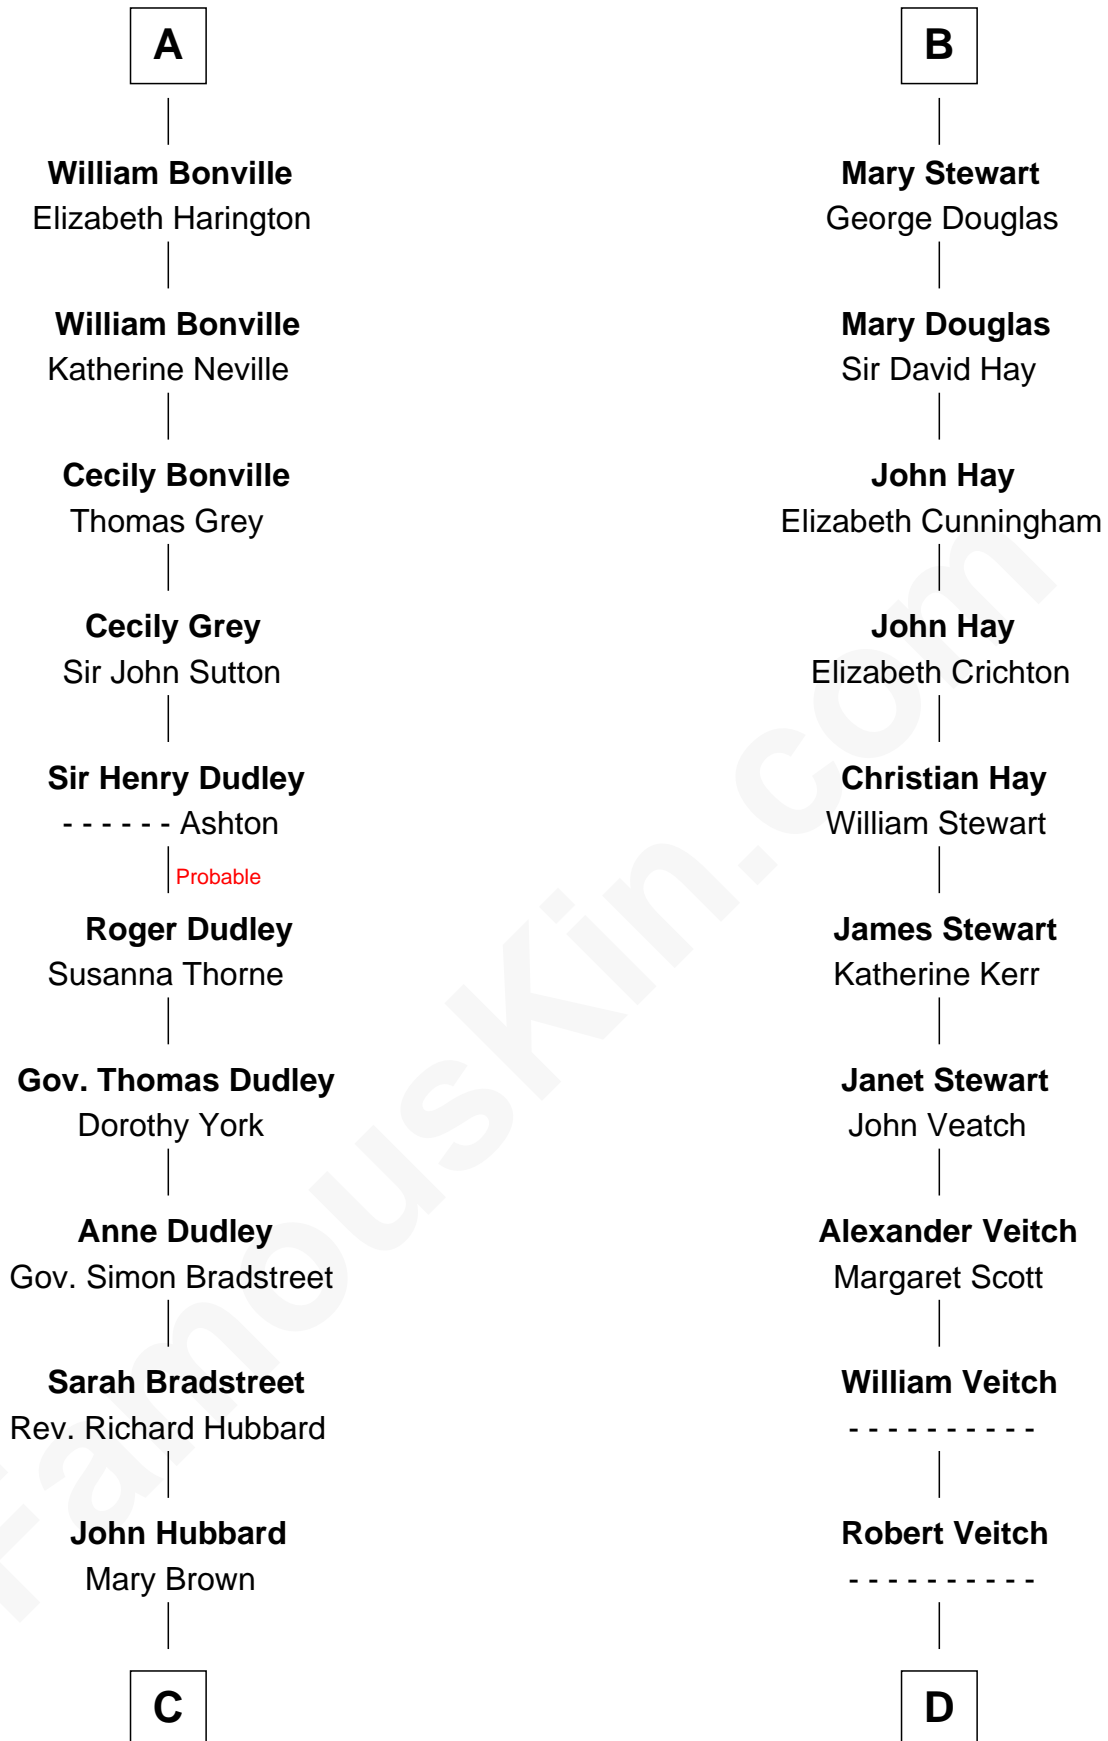 A
William Bonville
Elizabeth Harington
William Bonville
Katherine Neville
Cecily Bonville
Thomas Grey
Cecily Grey
Sir John Sutton
Sir Henry Dudley
- - - - - - Ashton
Probable
Roger Dudley
Susanna Thorne
Gov. Thomas Dudley
Dorothy York
Anne Dudley
Gov. Simon Bradstreet
Sarah Bradstreet
Rev. Richard Hubbard
John Hubbard
Mary Brown
C
B
Mary Stewart
George Douglas
Mary Douglas
Sir David Hay
John Hay
Elizabeth Cunningham
John Hay
Elizabeth Crichton
Christian Hay
William Stewart
James Stewart
Katherine Kerr
Janet Stewart
John Veatch
Alexander Veitch
Margaret Scott
William Veitch
- - - - - - - - - -
Robert Veitch
- - - - - - - - - -
D
FamousKin.com